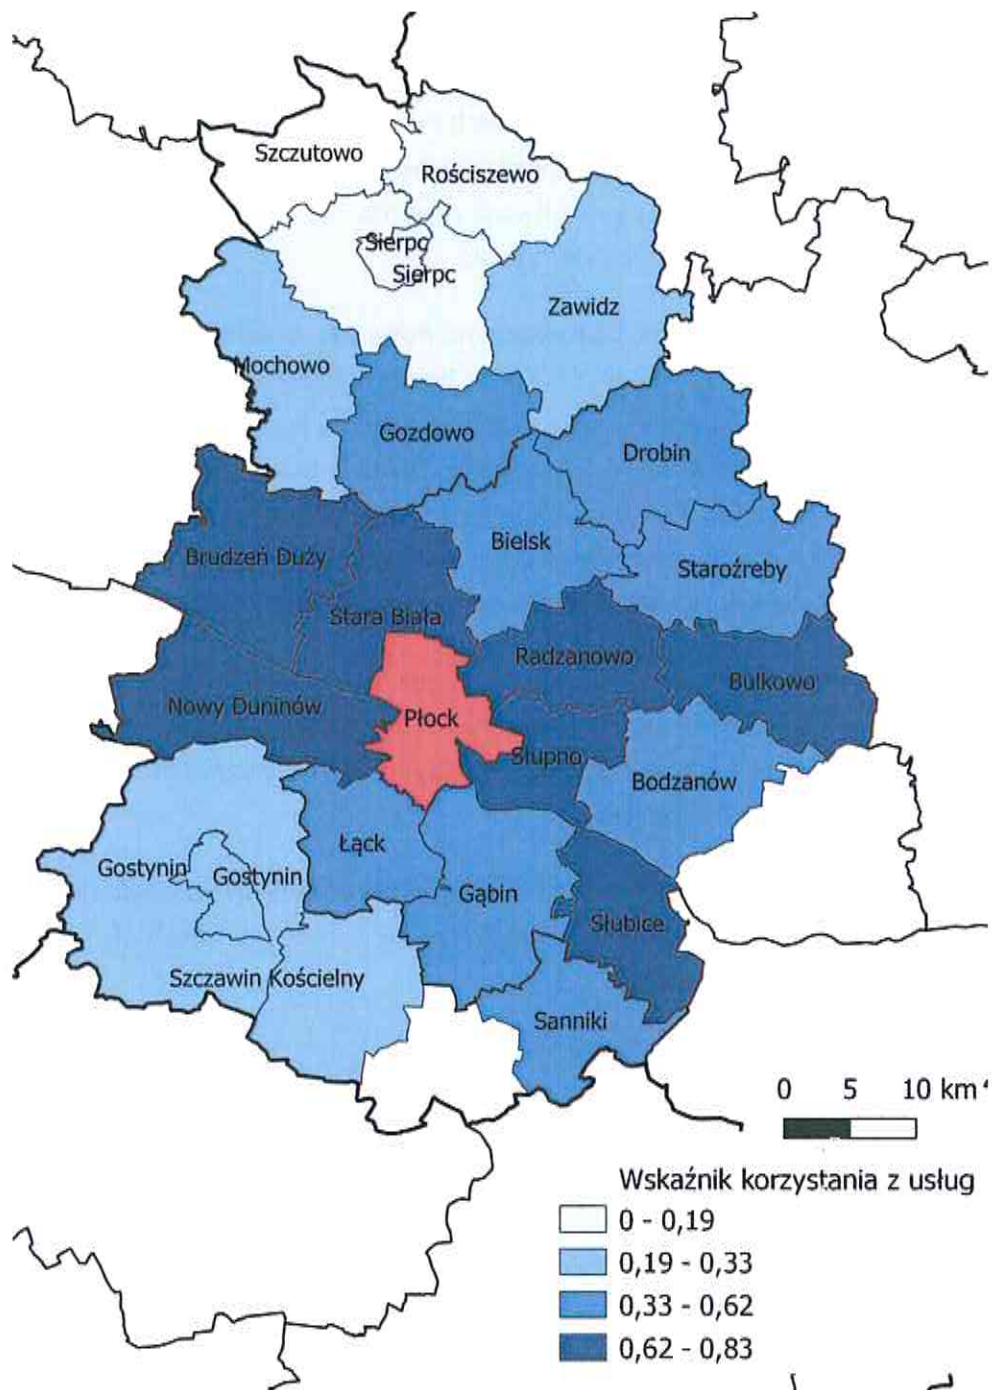 Szczutowo
Rościszewo
Sierpc
Sierpc
Zawidz
Mochowo
Gozdowo
Drobin
Bielsk
Brudzeń Duży
Staroźreby
Stara Biała
Radzanowo
Bulkowo
Nowy Duninów
Płock
Słupno
Bodzanów
Łąck
Gostynin
Gostynin
Gąbin
Słubice
Szczawin Kościelny
Sanniki
0 5 10 km
Wskaźnik korzystania z usług
0 - 0,19
0,19 - 0,33
0,33 - 0,62
0,62 - 0,83